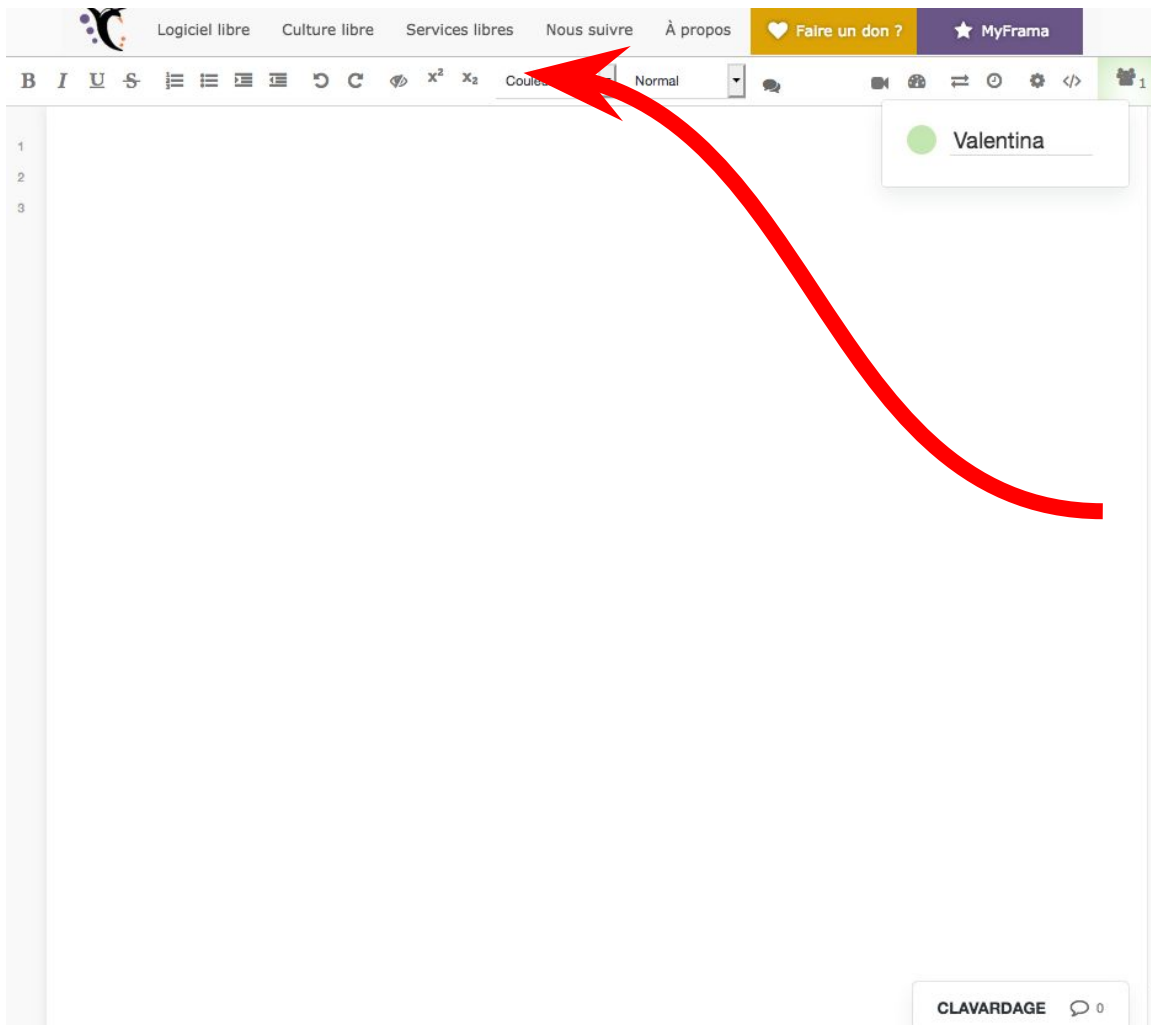 Logiciel libre Culture libre Services libres Nous suivre À propos Faire un don ? MyFrama
B I U S x² x₂ Normal </> 1
Valentina
1
2
3
CLAVARDAGE 0